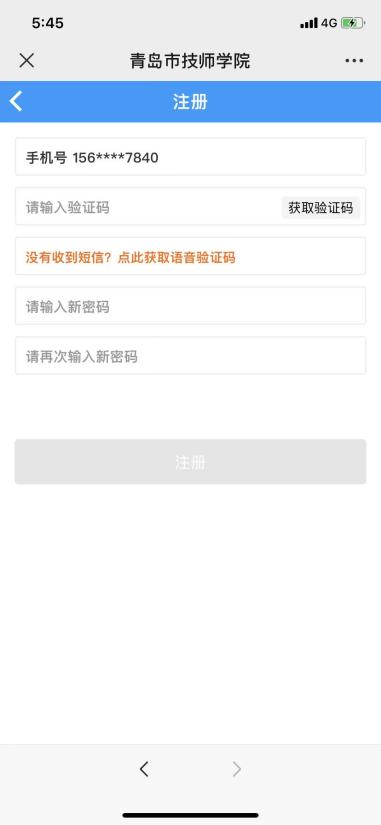 5:45
4G
青岛市技师学院
注册
手机号 156****7840
请输入验证码
获取验证码
没有收到短信？点此获取语音验证码
请输入新密码
请再次输入新密码
注册